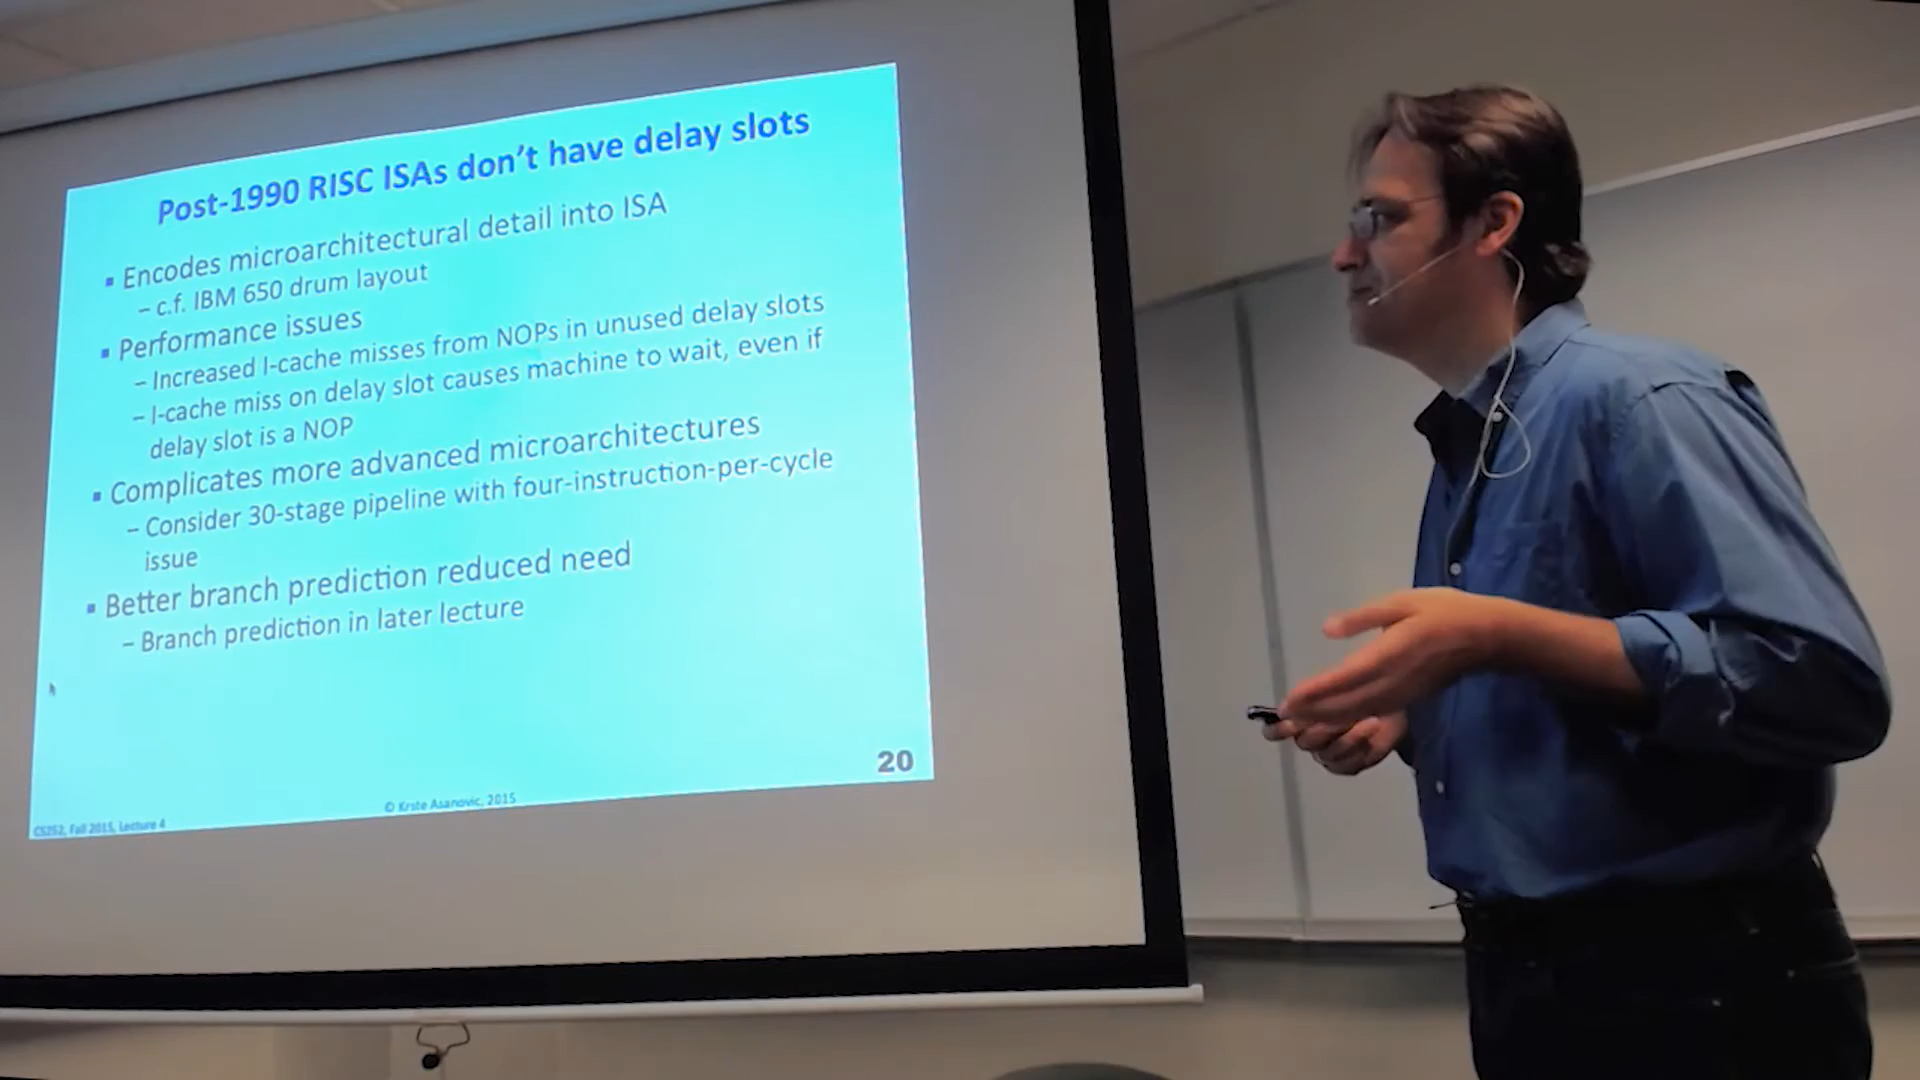 Post-1990 RISC ISAs don't have delay slots
▪ Encodes microarchitectural detail into ISA
– c.f. IBM 650 drum layout
▪ Performance issues
– Increased I-cache misses from NOPs in unused delay slots
– I-cache miss on delay slot causes machine to wait, even if
delay slot is a NOP
▪ Complicates more advanced microarchitectures
– Consider 30-stage pipeline with four-instruction-per-cycle
issue
▪ Better branch prediction reduced need
– Branch prediction in later lecture
20
© Krste Asanovic, 2015
CS252, Fall 2015, Lecture 4